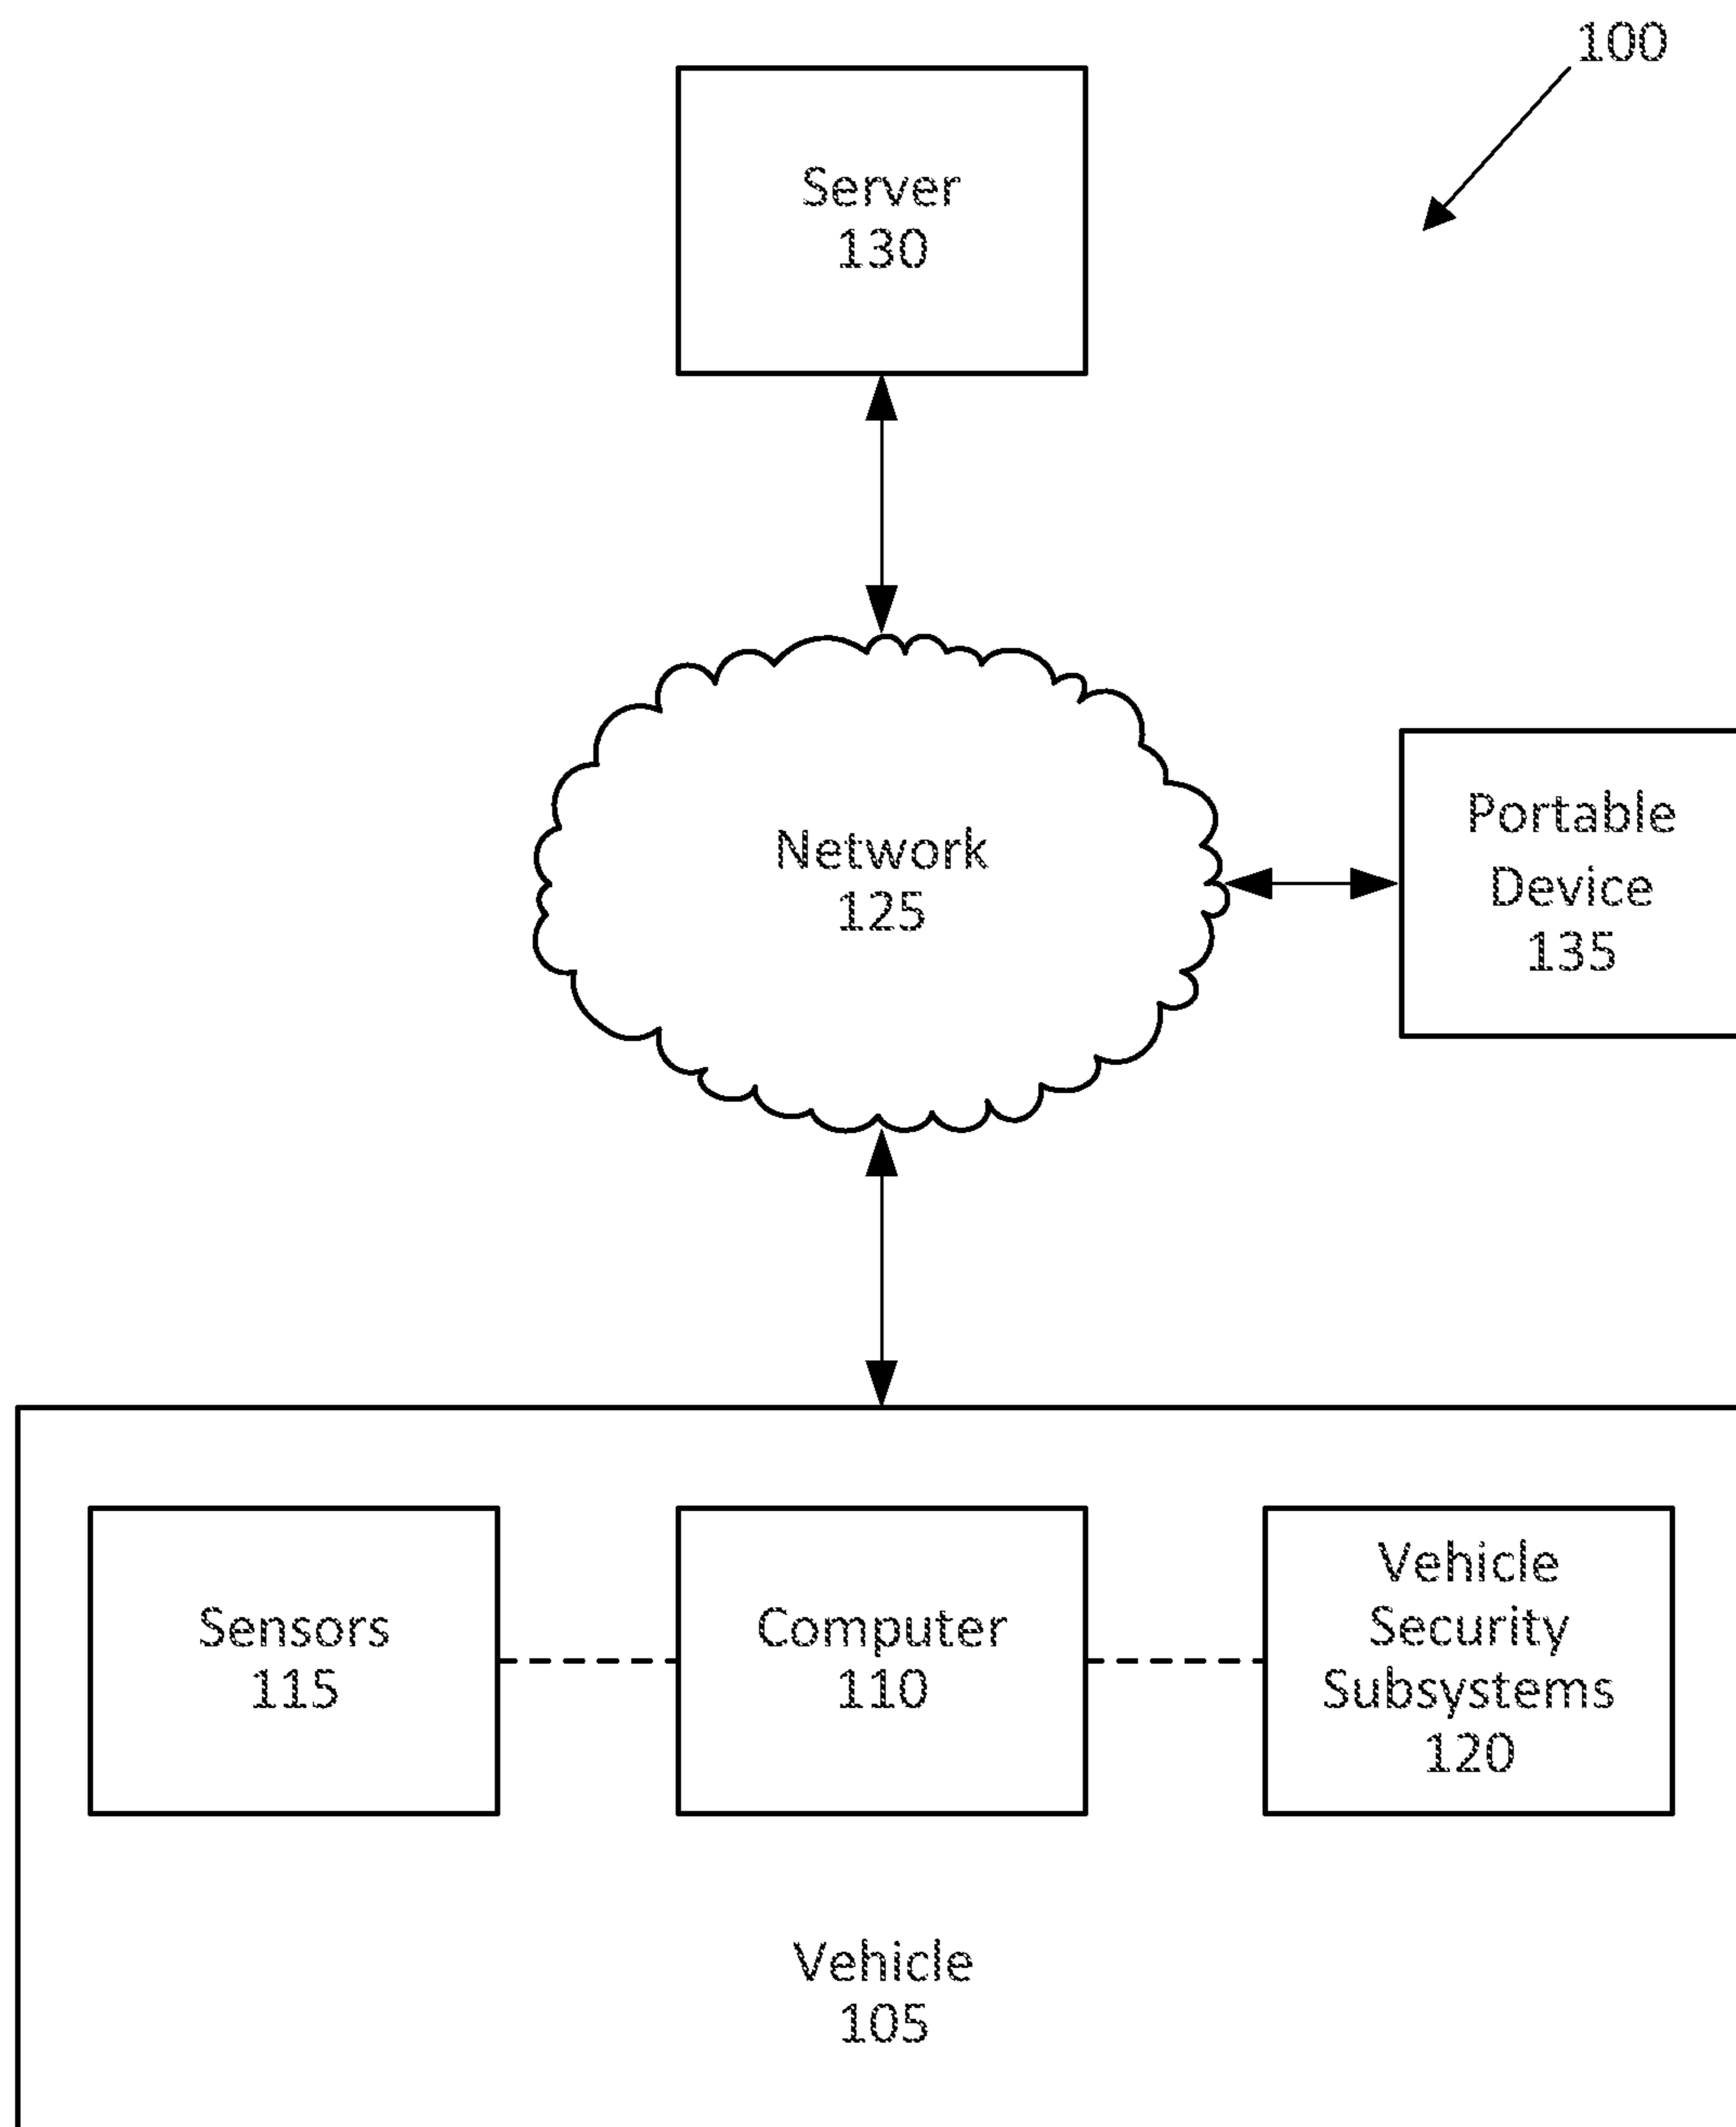 100
Server
130
Network
125
Portable
Device
135
Sensors
115
Computer
110
Vehicle
Security
Subsystems
120
Vehicle
105